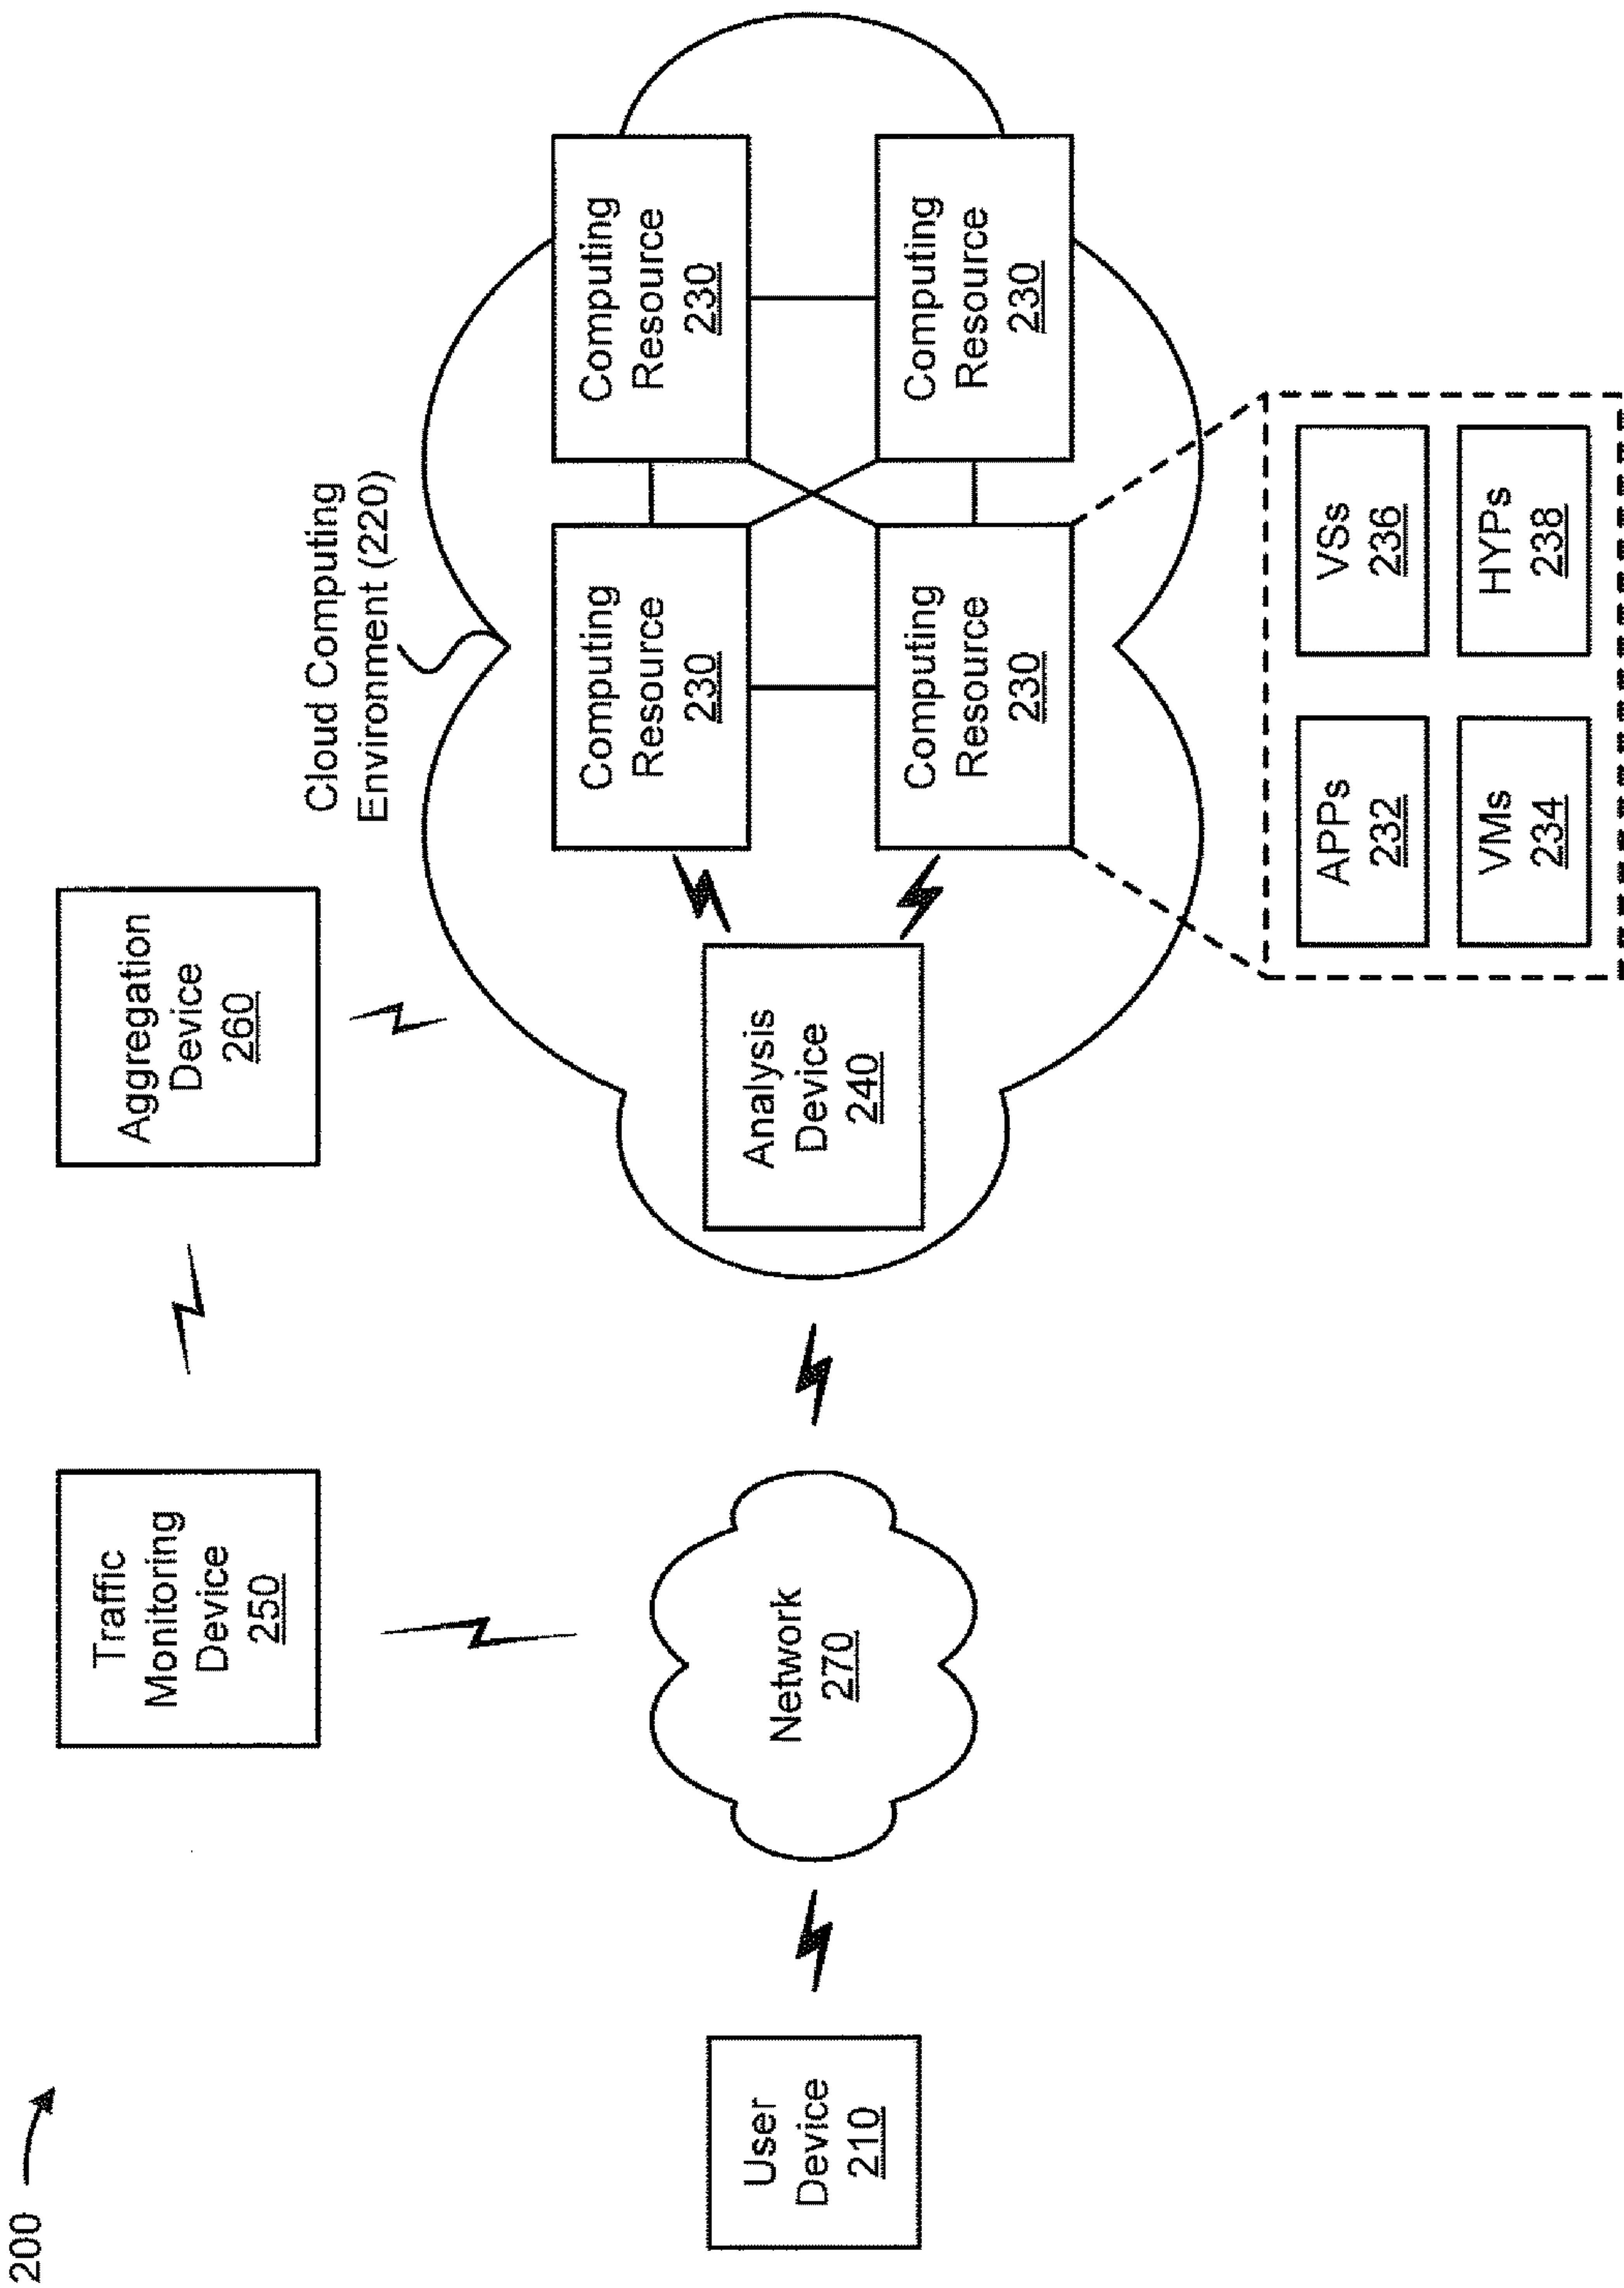 200
Traffic
Monitoring
Device
250
Aggregation
Device
260
Cloud Computing
Environment (220)
User
Device
210
Network
270
Analysis
Device
240
Computing
Resource
230
Computing
Resource
230
Computing
Resource
230
Computing
Resource
230
APPs
232
VSs
236
VMs
234
HYPs
238